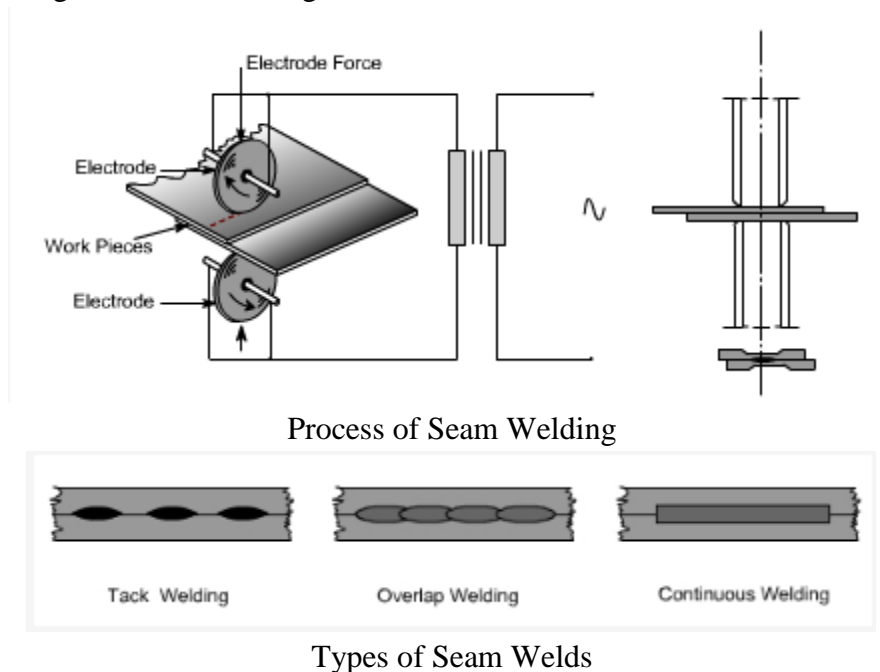 Electrode Force
Electrode
Work Pieces
Electrode
Process of Seam Welding
Tack Welding
Overlap Welding
Continuous Welding
Types of Seam Welds